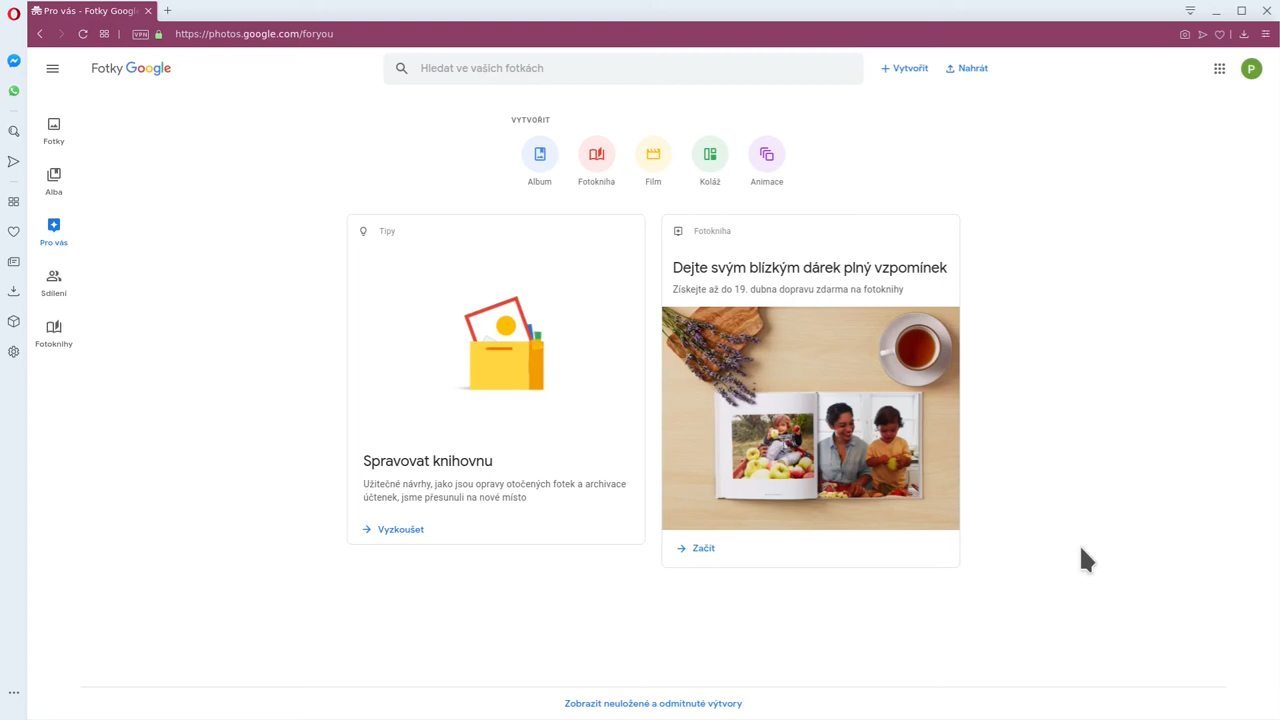 Pro vás - Fotky Googl
VPN
https://photos.google.com/foryou
Fotky Google
Hledat ve vašich fotkách
Vytvořit
Nahrát
P
Fotky
Alba
Pro vás
Sdílení
Fotoknihy
VYTVOŘIT
Album
Fotokniha
Film
Koláž
Animace
Tipy
Spravovat knihovnu
Užitečné návrhy, jako jsou opravy otočených fotek a archivace
účtenek, jsme přesunuli na nové místo
Vyzkoušet
Fotokniha
Dejte svým blízkým dárek plný vzpomínek
Získejte až do 19. dubna dopravu zdarma na fotoknihy
Začít
Zobrazit neuložené a odmítnuté výtvory